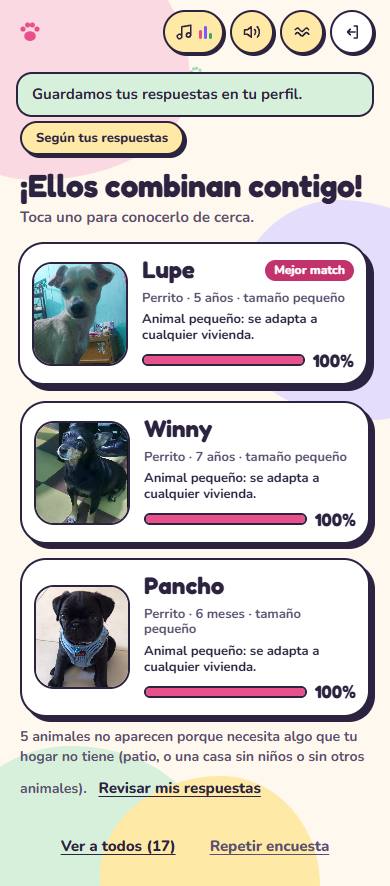 Guardamos tus respuestas en tu perfil.
Según tus respuestas
¡Ellos combinan contigo!
Toca uno para conocerlo de cerca.
Lupe
Mejor match
Perrito · 5 años · tamaño pequeño
Animal pequeño: se adapta a
cualquier vivienda.
100%
Winny
Perrito · 7 años · tamaño pequeño
Animal pequeño: se adapta a
cualquier vivienda.
100%
Pancho
Perrito · 6 meses · tamaño
pequeño
Animal pequeño: se adapta a
cualquier vivienda.
100%
5 animales no aparecen porque necesita algo que tu
hogar no tiene (patio, o una casa sin niños o sin otros
animales). Revisar mis respuestas
Ver a todos (17) Repetir encuesta